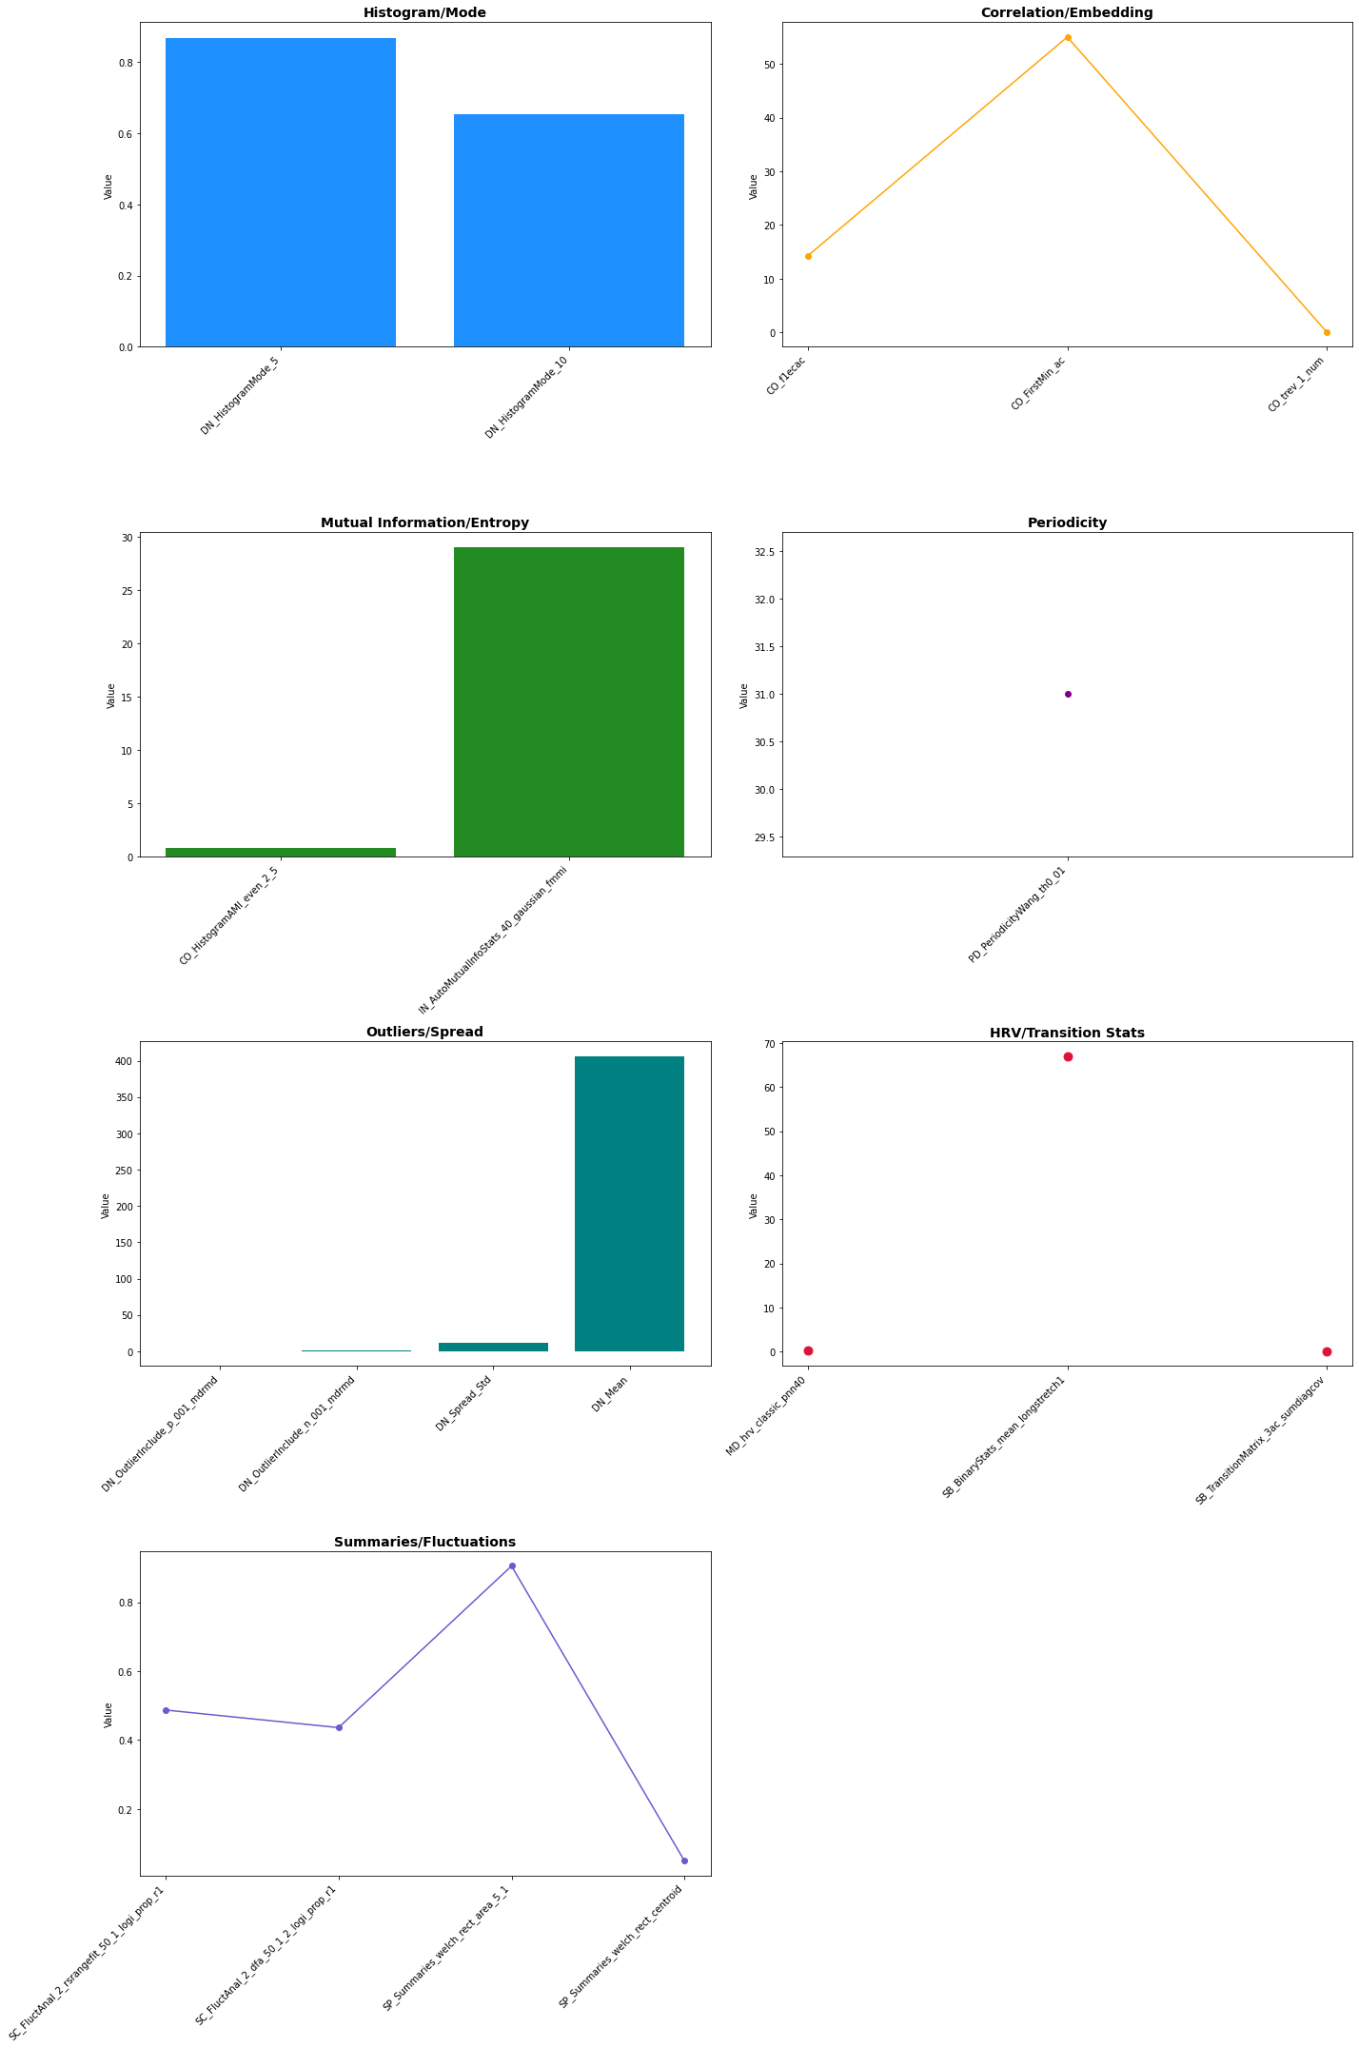 Histogram/Mode
Value
0.8
0.6
0.4
0.2
0.0
DN_HistogramMode_5
DN_HistogramMode_10
Correlation/Embedding
Value
50
40
30
20
10
0
CO_f1ecac
CO_FirstMin_ac
CO_trev_1_num
Mutual Information/Entropy
Value
30
25
20
15
10
5
0
CO_HistogramAMI_even_2_5
IN_AutoMutualInfoStats_40_gaussian_fmmi
Periodicity
Value
32.5
32.0
31.5
31.0
30.5
30.0
29.5
PD_PeriodicityWang_th0_01
Outliers/Spread
Value
400
350
300
250
200
150
100
50
0
DN_OutlierInclude_p_001_mdrmd
DN_OutlierInclude_n_001_mdrmd
DN_Spread_Std
DN_Mean
HRV/Transition Stats
Value
70
60
50
40
30
20
10
0
MD_hrv_classic_pnn40
SB_BinaryStats_mean_longstretch1
SB_TransitionMatrix_3ac_sumdiagcov
Summaries/Fluctuations
Value
0.8
0.6
0.4
0.2
SC_FluctAnal_2_rsrangefit_50_1_logi_prop_r1
SC_FluctAnal_2_dfa_50_1_2_logi_prop_r1
SP_Summaries_welch_rect_area_5_1
SP_Summaries_welch_rect_centroid